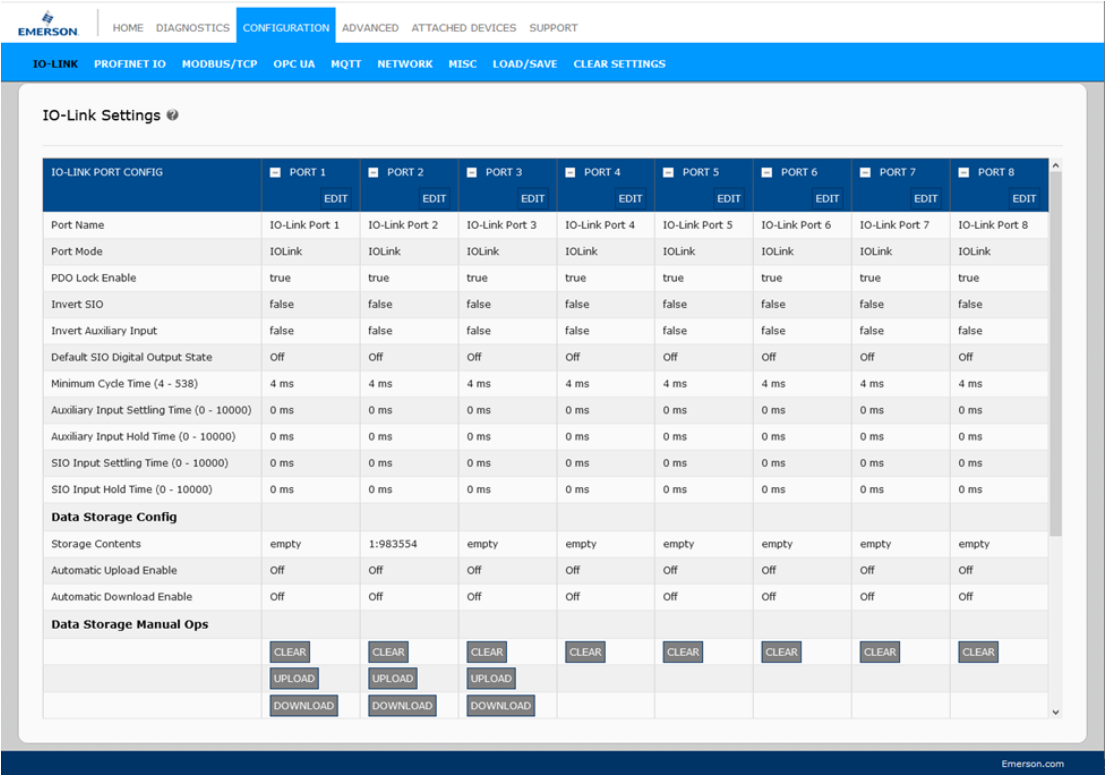 EMERSON
HOME DIAGNOSTICS CONFIGURATION ADVANCED ATTACHED DEVICES SUPPORT
IO-LINK PROFINET IO MODBUS/TCP OPC UA MQTT NETWORK MISC LOAD/SAVE CLEAR SETTINGS
IO-Link Settings ?
IO-LINK PORT CONFIG PORT 1 PORT 2 PORT 3 PORT 4 PORT 5 PORT 6 PORT 7 PORT 8
EDIT EDIT EDIT EDIT EDIT EDIT EDIT EDIT
Port Name IO-Link Port 1 IO-Link Port 2 IO-Link Port 3 IO-Link Port 4 IO-Link Port 5 IO-Link Port 6 IO-Link Port 7 IO-Link Port 8
Port Mode IOLink IOLink IOLink IOLink IOLink IOLink IOLink IOLink
PDO Lock Enable true true true true true true true true
Invert SIO false false false false false false false false
Invert Auxiliary Input false false false false false false false false
Default SIO Digital Output State Off Off Off Off Off Off Off Off
Minimum Cycle Time (4 - 538) 4 ms 4 ms 4 ms 4 ms 4 ms 4 ms 4 ms 4 ms
Auxiliary Input Settling Time (0 - 10000) 0 ms 0 ms 0 ms 0 ms 0 ms 0 ms 0 ms 0 ms
Auxiliary Input Hold Time (0 - 10000) 0 ms 0 ms 0 ms 0 ms 0 ms 0 ms 0 ms 0 ms
SIO Input Settling Time (0 - 10000) 0 ms 0 ms 0 ms 0 ms 0 ms 0 ms 0 ms 0 ms
SIO Input Hold Time (0 - 10000) 0 ms 0 ms 0 ms 0 ms 0 ms 0 ms 0 ms 0 ms
Data Storage Config
Storage Contents empty 1:983554 empty empty empty empty empty empty
Automatic Upload Enable Off Off Off Off Off Off Off Off
Automatic Download Enable Off Off Off Off Off Off Off Off
Data Storage Manual Ops
CLEAR CLEAR CLEAR CLEAR CLEAR CLEAR CLEAR CLEAR
UPLOAD UPLOAD UPLOAD
DOWNLOAD DOWNLOAD DOWNLOAD
Emerson.com